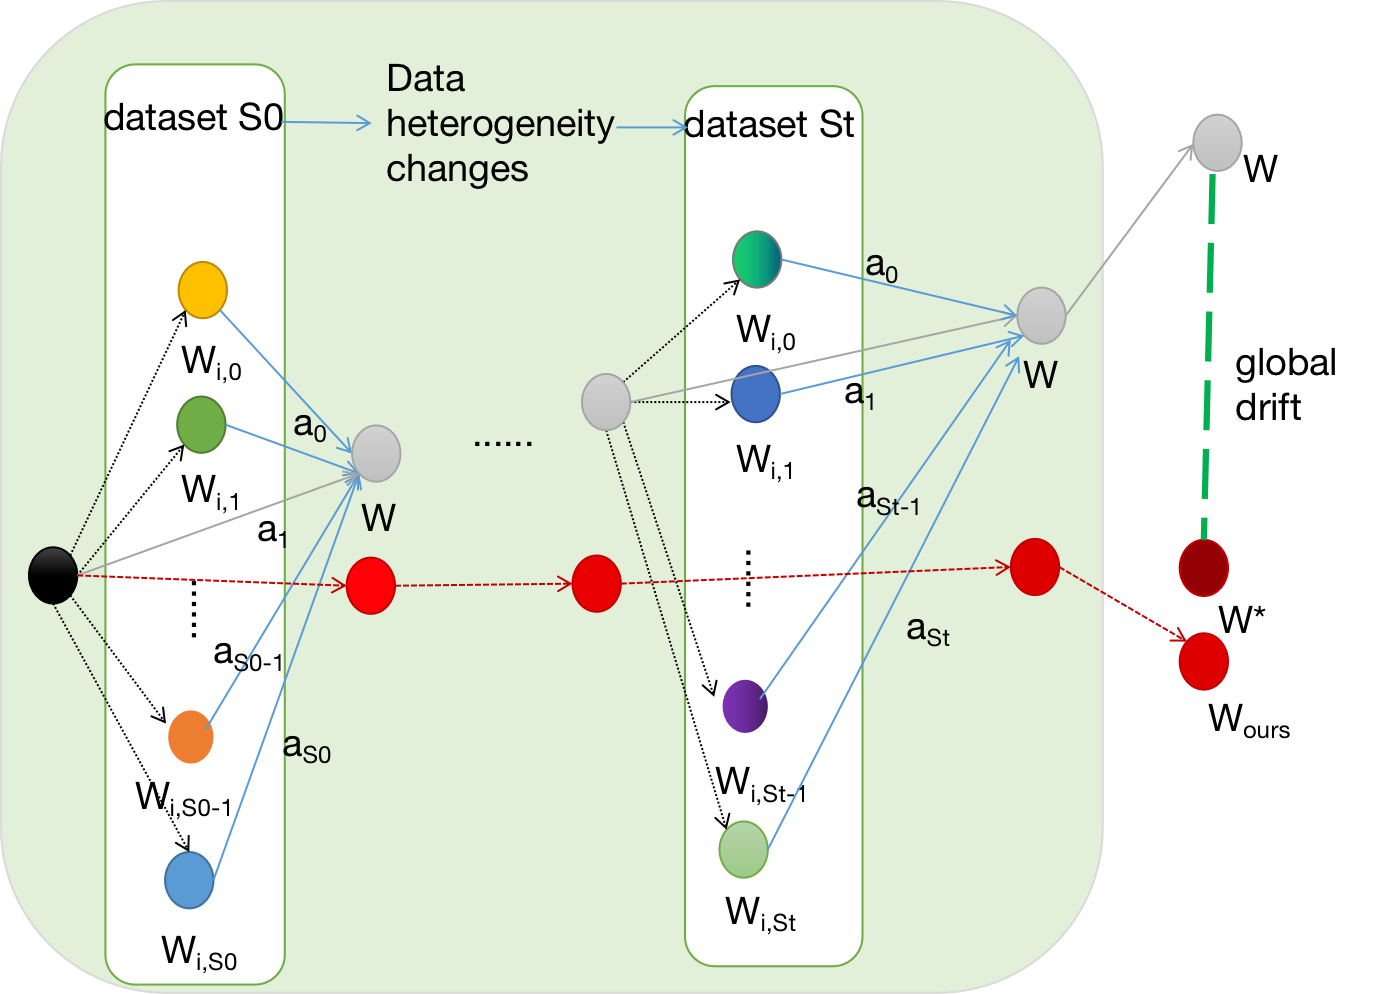 dataset S0
Data
heterogeneity
changes
dataset St
W
W_{i,0}
a_0
W_{i,1}
a_1
W
......
W_{i,0}
a_0
W_{i,1}
a_1
W
global
drift
a_{S0-1}
a_{S0}
W_{i,S0-1}
W_{i,S0}
a_{St-1}
a_{St}
W_{i,St-1}
W_{i,St}
W*
W_{ours}